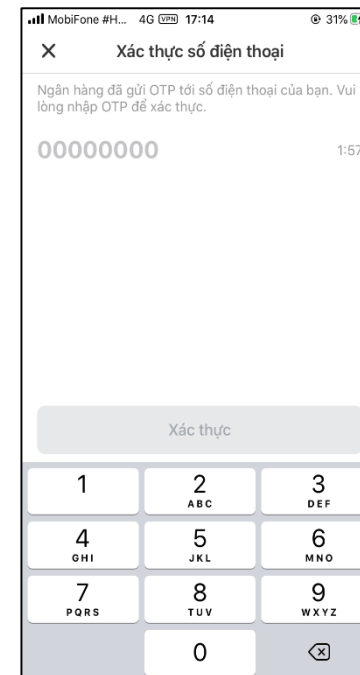 MobiFone #H... 4G VPN 17:14 31%
Xác thực số điện thoại
Ngân hàng đã gửi OTP tới số điện thoại của bạn. Vui
lòng nhập OTP để xác thực.
00000000 1:57
Xác thực
1 2 3
ABC DEF
4 5 6
GHI JKL MNO
7 8 9
PQRS TUV WXYZ
0